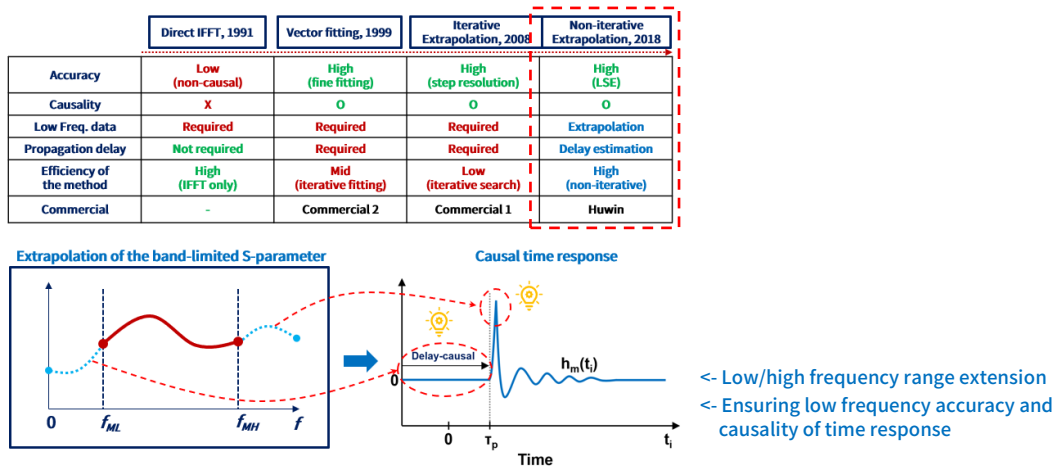 Direct IFFT, 1991
Vector fitting, 1999
Iterative
Extrapolation, 2008
Non-iterative
Extrapolation, 2018
Accuracy
Low
(non-causal)
High
(fine fitting)
High
(step resolution)
High
(LSE)
Causality
X
O
O
O
Low Freq. data
Required
Required
Required
Extrapolation
Propagation delay
Not required
Required
Required
Delay estimation
Efficiency of
the method
High
(IFFT only)
Mid
(iterative fitting)
Low
(iterative search)
High
(non-iterative)
Commercial
-
Commercial 2
Commercial 1
Huwin
Extrapolation of the band-limited S-parameter
0
f_ML
f_MH
f
Causal time response
Delay-causal
h_m(t_i)
0
0
τ_p
t_i
Time
<- Low/high frequency range extension
<- Ensuring low frequency accuracy and
causality of time response